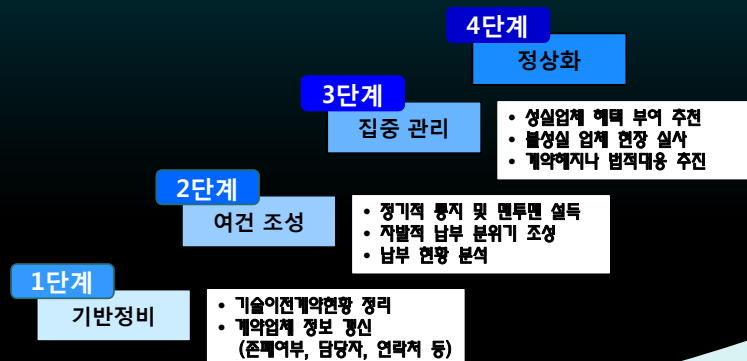 4단계
정상화
3단계
집중 관리
• 성실업체 혜택 부여 추천
• 불성실 업체 현장 실사
• 계약해지나 법적대응 추진
2단계
여건 조성
• 정기적 통지 및 맨투맨 설득
• 자발적 납부 분위기 조성
• 납부 현황 분석
1단계
기반정비
• 기술이전계약현황 정리
• 계약업체 정보 갱신
(존폐여부, 담당자, 연락처 등)